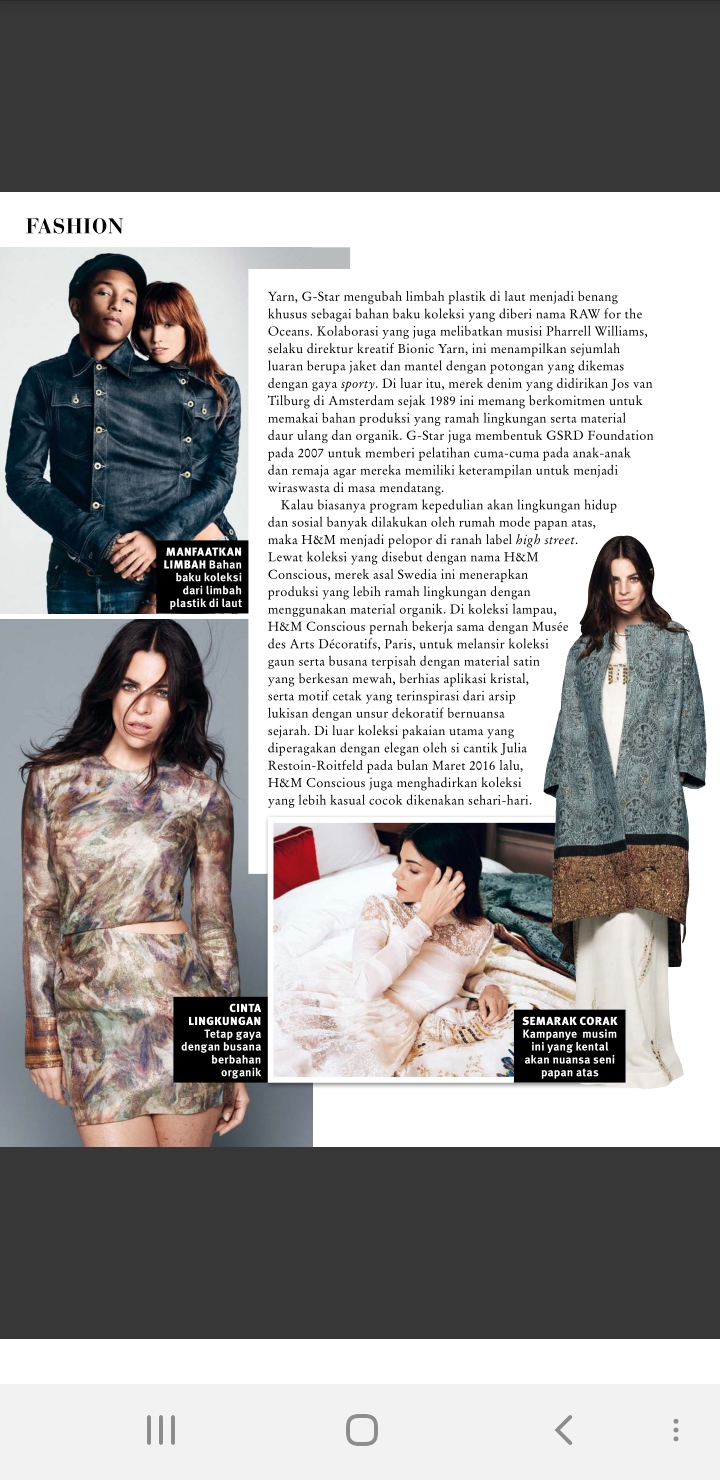 FASHION
Yarn, G-Star mengubah limbah plastik di laut menjadi benang
khusus sebagai bahan baku koleksi yang diberi nama RAW for the
Oceans. Kolaborasi yang juga melibatkan musisi Pharrell Williams,
selaku direktur kreatif Bionic Yarn, ini menampilkan sejumlah
luaran berupa jaket dan mantel dengan potongan yang dikemas
dengan gaya sporty. Di luar itu, merek denim yang didirikan Jos van
Tilburg di Amsterdam sejak 1989 ini memang berkomitmen untuk
memakai bahan produksi yang ramah lingkungan serta material
daur ulang dan organik. G-Star juga membentuk GSRD Foundation
pada 2007 untuk memberi pelatihan cuma-cuma pada anak-anak
dan remaja agar mereka memiliki keterampilan untuk menjadi
wiraswasta di masa mendatang.
Kalau biasanya program kepedulian akan lingkungan hidup
dan sosial banyak dilakukan oleh rumah mode papan atas,
maka H&M menjadi pelopor di ranah label high street.
Lewat koleksi yang disebut dengan nama H&M
Conscious, merek asal Swedia ini menerapkan
produksi yang lebih ramah lingkungan dengan
menggunakan material organik. Di koleksi lampau,
H&M Conscious pernah bekerja sama dengan Musée
des Arts Décoratifs, Paris, untuk melansir koleksi
gaun serta busana terpisah dengan material satin
yang berkesan mewah, berhias aplikasi kristal,
serta motif cetak yang terinspirasi dari arsip
lukisan dengan unsur dekoratif bernuansa
sejarah. Di luar koleksi pakaian utama yang
diperagakan dengan elegan oleh si cantik Julia
Restoin-Roitfeld pada bulan Maret 2016 lalu,
H&M Conscious juga menghadirkan koleksi
yang lebih kasual cocok dikenakan sehari-hari.
MANFAATKAN
LIMBAH Bahan
baku koleksi
dari limbah
plastik di laut
CINTA
LINGKUNGAN
Tetap gaya
dengan busana
berbahan
organik
SEMARAK CORAK
Kampanye musim
ini yang kental
akan nuansa seni
papan atas